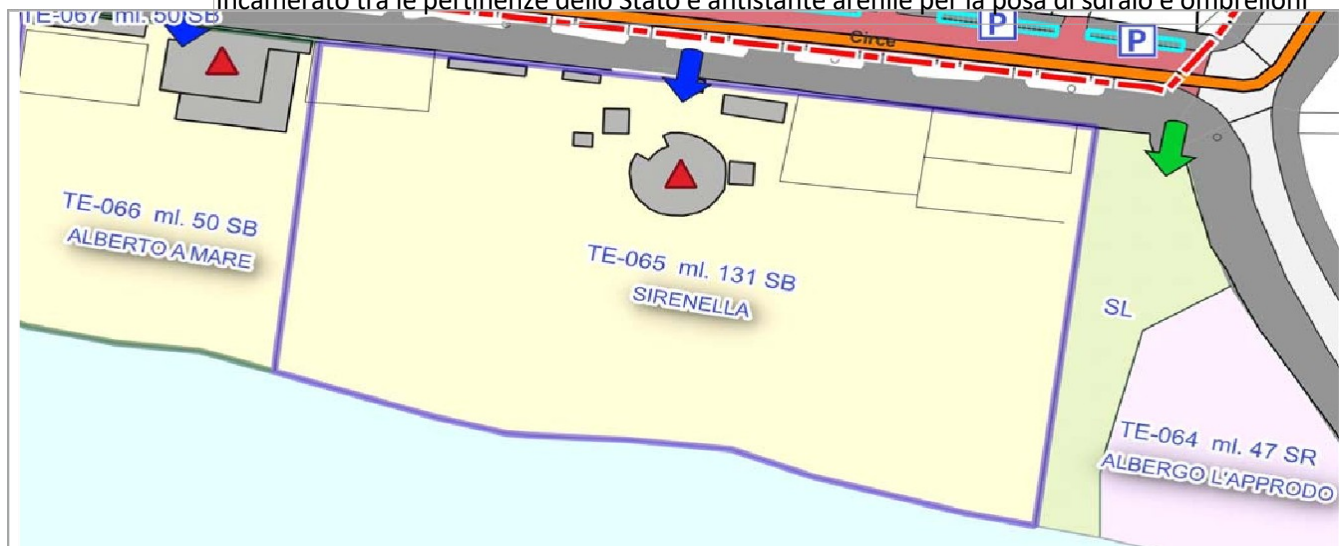 incamerato tra le pertinenze dello Stato e antistante arenile per la posa di sdraio e ombrelloni
TE-067 ml. 50 SB
Circe
P
P
TE-066 ml. 50 SB
ALBERTO A MARE
TE-065 ml. 131 SB
SIRENELLA
SL
TE-064 ml. 47 SR
ALBERGO L'APPRODO